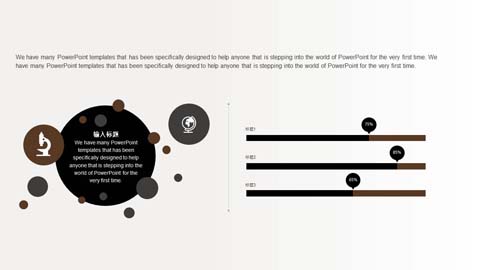 We have many PowerPoint templates that has been specifically designed to help anyone that is stepping into the world of PowerPoint for the very first time. We
have many PowerPoint templates that has been specifically designed to help anyone that is stepping into the world of PowerPoint for the very first time.
输入标题
We have many PowerPoint
templates that has been
specifically designed to help
anyone that is stepping into the
world of PowerPoint for the
very first time.
标题1
75%
标题2
85%
标题3
65%